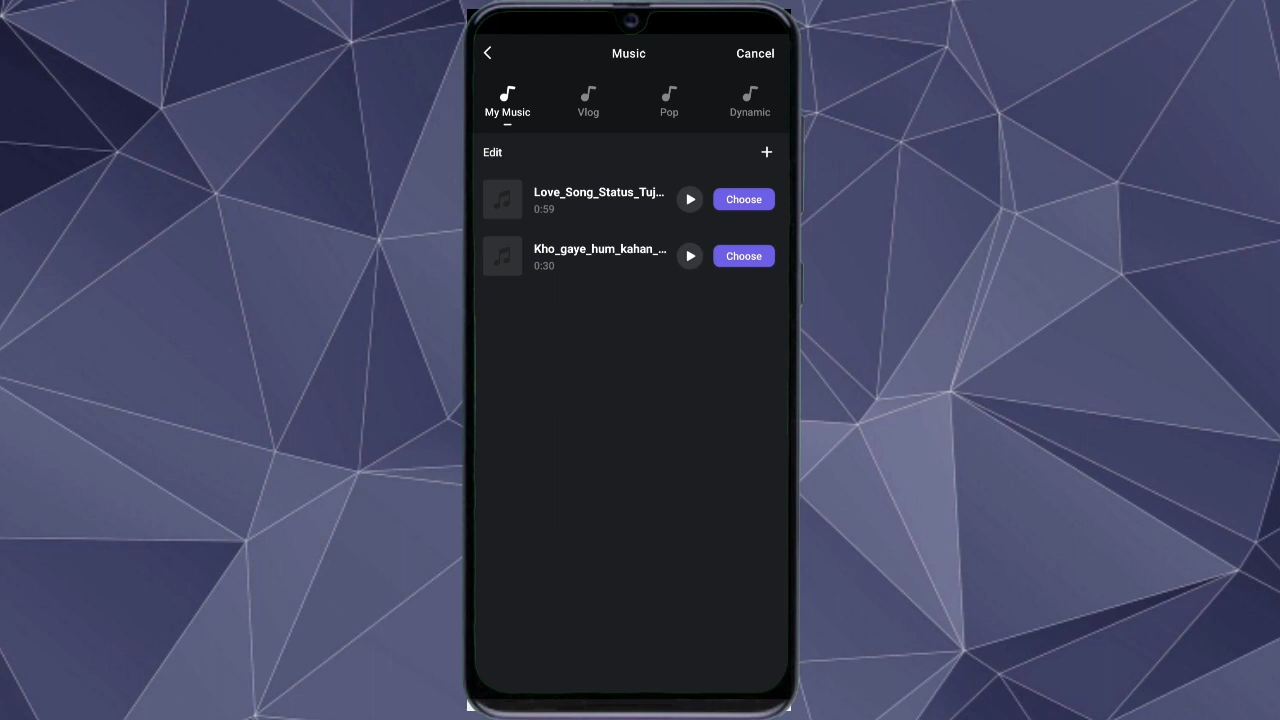 Music
Cancel
My Music
Vlog
Pop
Dynamic
Edit
Love_Song_Status_Tuj...
0:59
Choose
Kho_gaye_hum_kahan_...
0:30
Choose